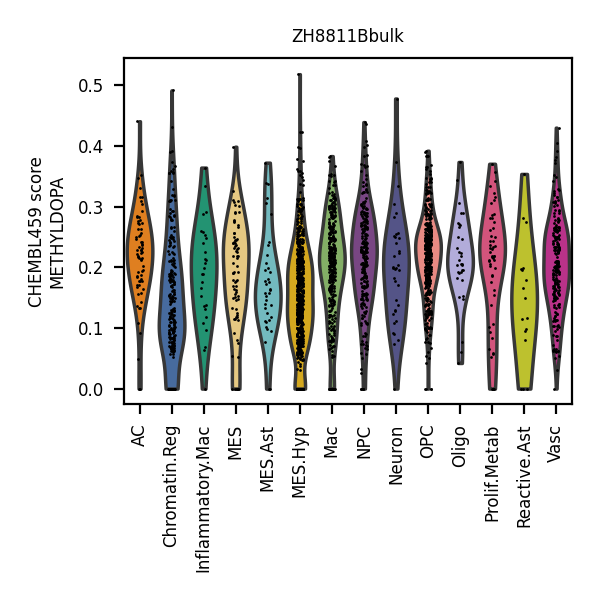 ZH8811Bbulk
CHEMBL459 score
METHYLDOPA
0.5
0.4
0.3
0.2
0.1
0.0
AC
Chromatin.Reg
Inflammatory.Mac
MES
MES.Ast
MES.Hyp
Mac
NPC
Neuron
OPC
Oligo
Prolif.Metab
Reactive.Ast
Vasc